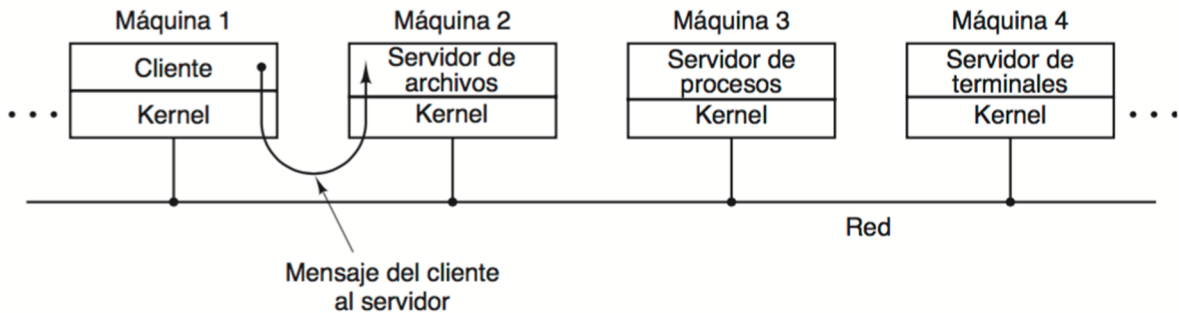 Máquina 1
Máquina 2
Máquina 3
Máquina 4
Cliente
Kernel
Servidor de
archivos
Kernel
Servidor de
procesos
Kernel
Servidor de
terminales
Kernel
Red
Mensaje del cliente
al servidor